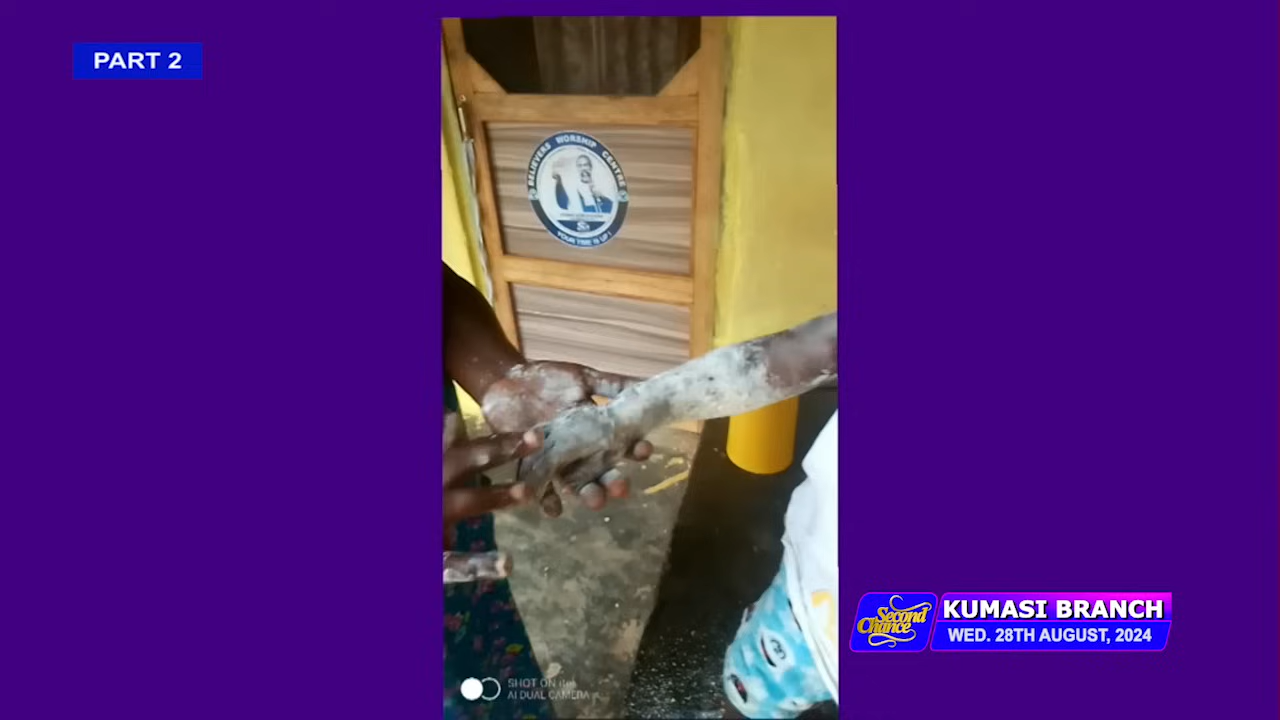 PART 2
BELIEVERS WORSHIP CENTRE
YOUR TIME IS UP!
Second
Chance
KUMASI BRANCH
WED. 28TH AUGUST, 2024
SHOT ON
AI DUAL CAMERA